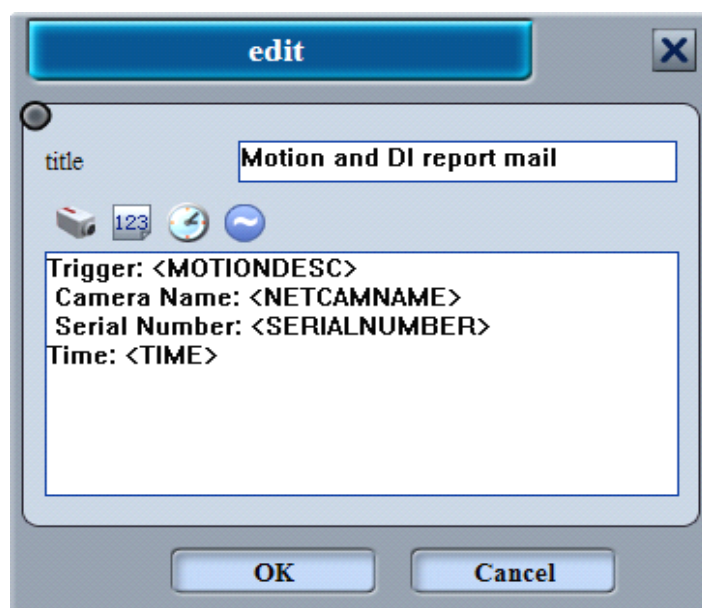 edit
title
Motion and DI report mail
123
Trigger: <MOTIONDESC>
Camera Name: <NETCAMNAME>
Serial Number: <SERIALNUMBER>
Time: <TIME>
OK Cancel